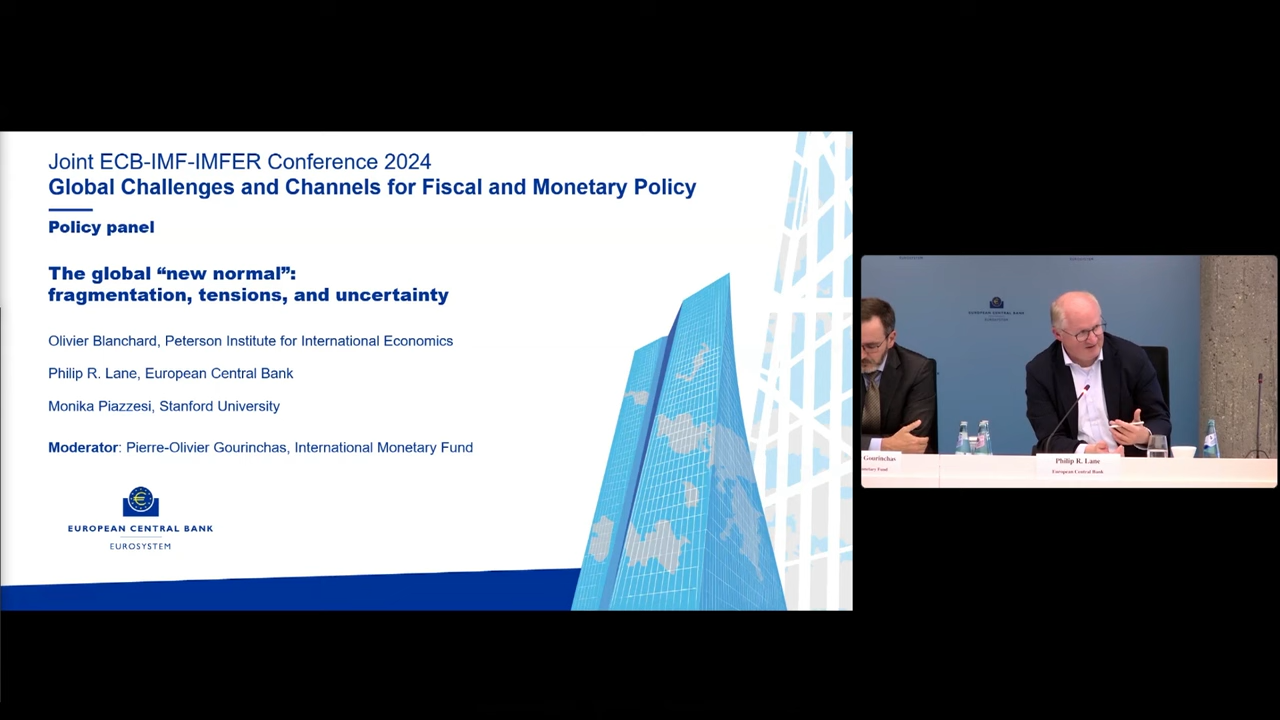 Joint ECB-IMF-IMFER Conference 2024
Global Challenges and Channels for Fiscal and Monetary Policy
Policy panel
The global “new normal”:
fragmentation, tensions, and uncertainty
Olivier Blanchard, Peterson Institute for International Economics
Philip R. Lane, European Central Bank
Monika Piazzesi, Stanford University
Moderator: Pierre-Olivier Gourinchas, International Monetary Fund
EUROPEAN CENTRAL BANK
EUROSYSTEM
EUROPEAN CENTRAL BANK
EUROSYSTEM
Gourinchas
Monetary Fund
Philip R. Lane
European Central Bank